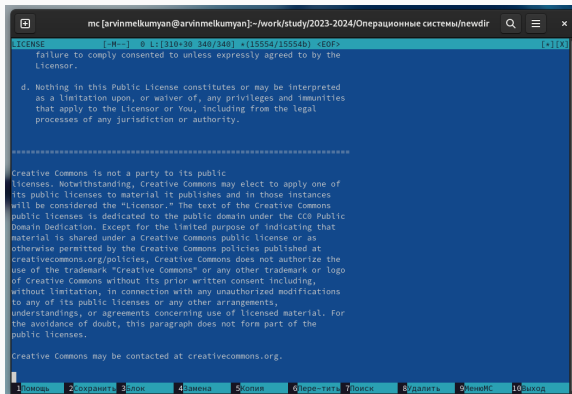 mc [arvinmelkumyan@arvinmelkumyan]:~/work/study/2023-2024/Операционные системы/newdir
LICENSE [-M--] 0 L:[310+30 340/340] *(15554/15554b) <EOF> [*][X]
failure to comply consented to unless expressly agreed to by the
Licensor.
d. Nothing in this Public License constitutes or may be interpreted
as a limitation upon, or waiver of, any privileges and immunities
that apply to the Licensor or You, including from the legal
processes of any jurisdiction or authority.
=======================================================================
Creative Commons is not a party to its public
licenses. Notwithstanding, Creative Commons may elect to apply one of
its public licenses to material it publishes and in those instances
will be considered the “Licensor.” The text of the Creative Commons
public licenses is dedicated to the public domain under the CC0 Public
Domain Dedication. Except for the limited purpose of indicating that
material is shared under a Creative Commons public license or as
otherwise permitted by the Creative Commons policies published at
creativecommons.org/policies, Creative Commons does not authorize the
use of the trademark "Creative Commons" or any other trademark or logo
of Creative Commons without its prior written consent including,
without limitation, in connection with any unauthorized modifications
to any of its public licenses or any other arrangements,
understandings, or agreements concerning use of licensed material. For
the avoidance of doubt, this paragraph does not form part of the
public licenses.
Creative Commons may be contacted at creativecommons.org.
1Помощь 2Сохранить 3Блок 4Замена 5Копия 6Пере~тить 7Поиск 8Удалить 9МенюMC 10Выход